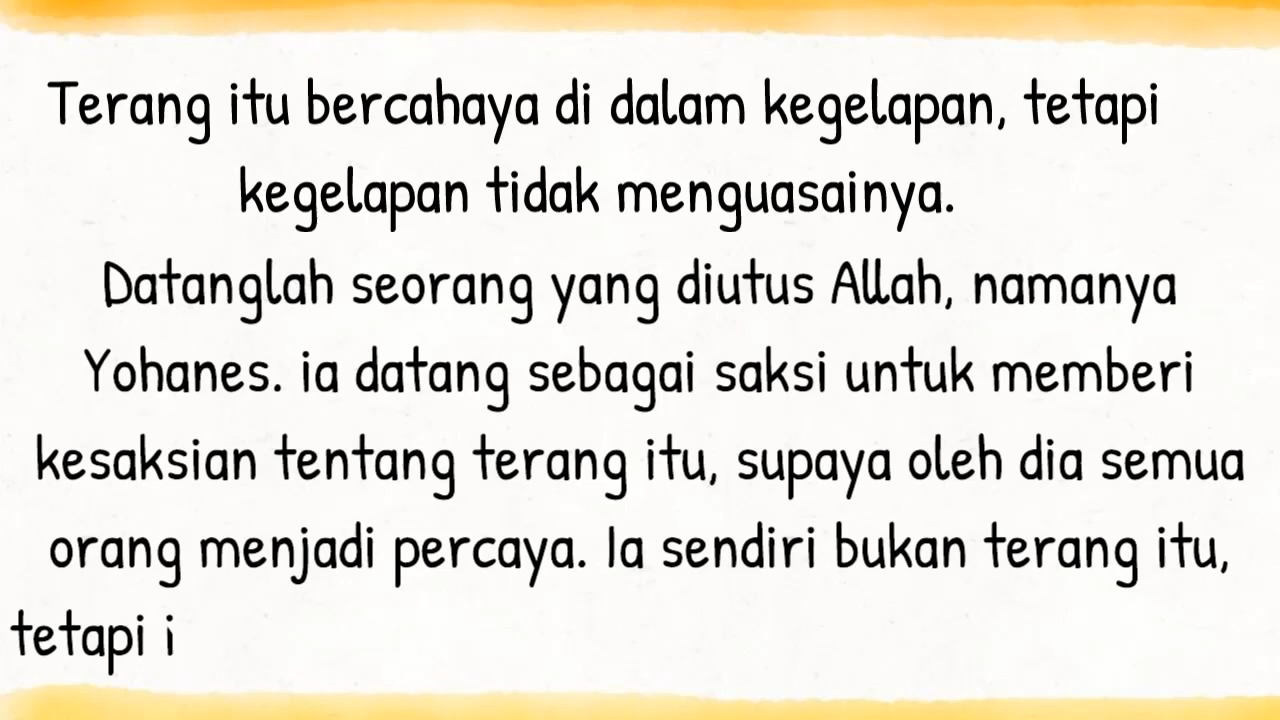 Terang itu bercahaya di dalam kegelapan, tetapi
kegelapan tidak menguasainya.
Datanglah seorang yang diutus Allah, namanya
Yohanes. ia datang sebagai saksi untuk memberi
kesaksian tentang terang itu, supaya oleh dia semua
orang menjadi percaya. Ia sendiri bukan terang itu,
tetapi i